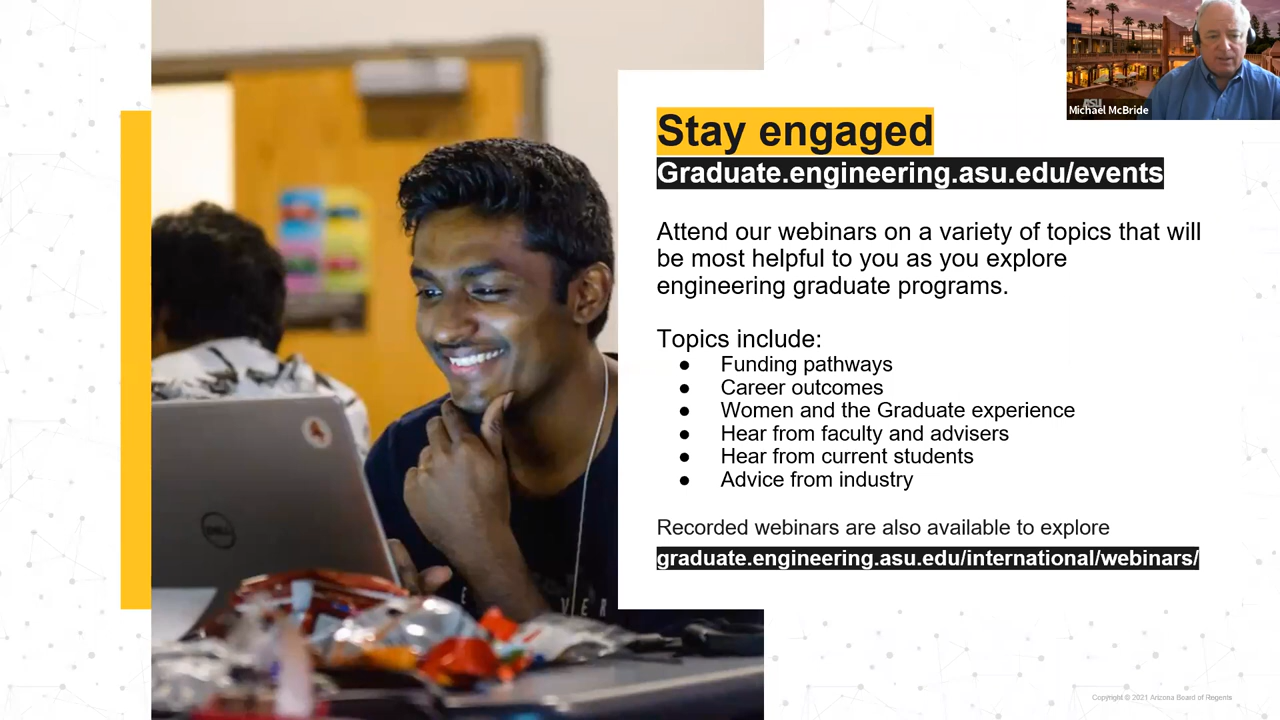 ASU
Michael McBride
Stay engaged
Graduate.engineering.asu.edu/events
Attend our webinars on a variety of topics that will
be most helpful to you as you explore
engineering graduate programs.
Topics include:
● Funding pathways
● Career outcomes
● Women and the Graduate experience
● Hear from faculty and advisers
● Hear from current students
● Advice from industry
Recorded webinars are also available to explore
graduate.engineering.asu.edu/international/webinars/
DELL
Copyright © 2021 Arizona Board of Regents